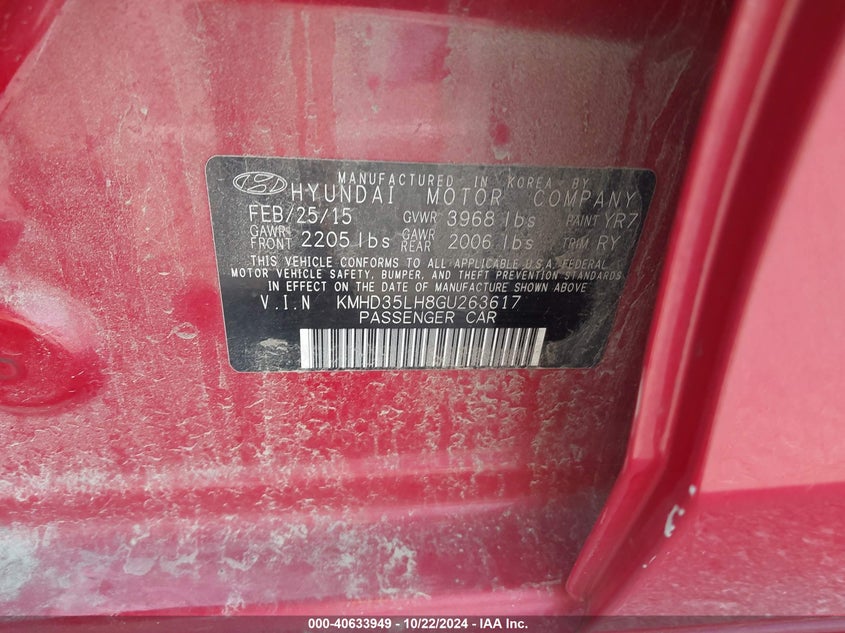 MANUFACTURED IN KOREA BY
HYUNDAI MOTOR COMPANY
FEB/25/15 GVWR 3968 lbs PAINT YR7
GAWR FRONT 2205 lbs GAWR REAR 2006 lbs TRIM RY
THIS VEHICLE CONFORMS TO ALL APPLICABLE U.S.A. FEDERAL
MOTOR VEHICLE SAFETY, BUMPER, AND THEFT PREVENTION STANDARDS
IN EFFECT ON THE DATE OF MANUFACTURE SHOWN ABOVE
V.I.N KMHD35LH8GU263617
PASSENGER CAR
000-40633949 - 10/22/2024 - IAA Inc.